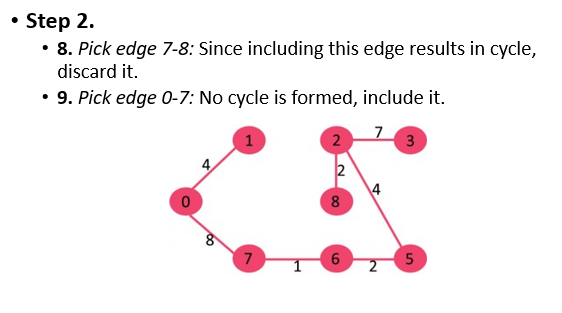 • Step 2.
• 8. Pick edge 7-8: Since including this edge results in cycle,
discard it.
• 9. Pick edge 0-7: No cycle is formed, include it.
1 2 7 3
4 2 4
0 8
8
7 1 6 2 5